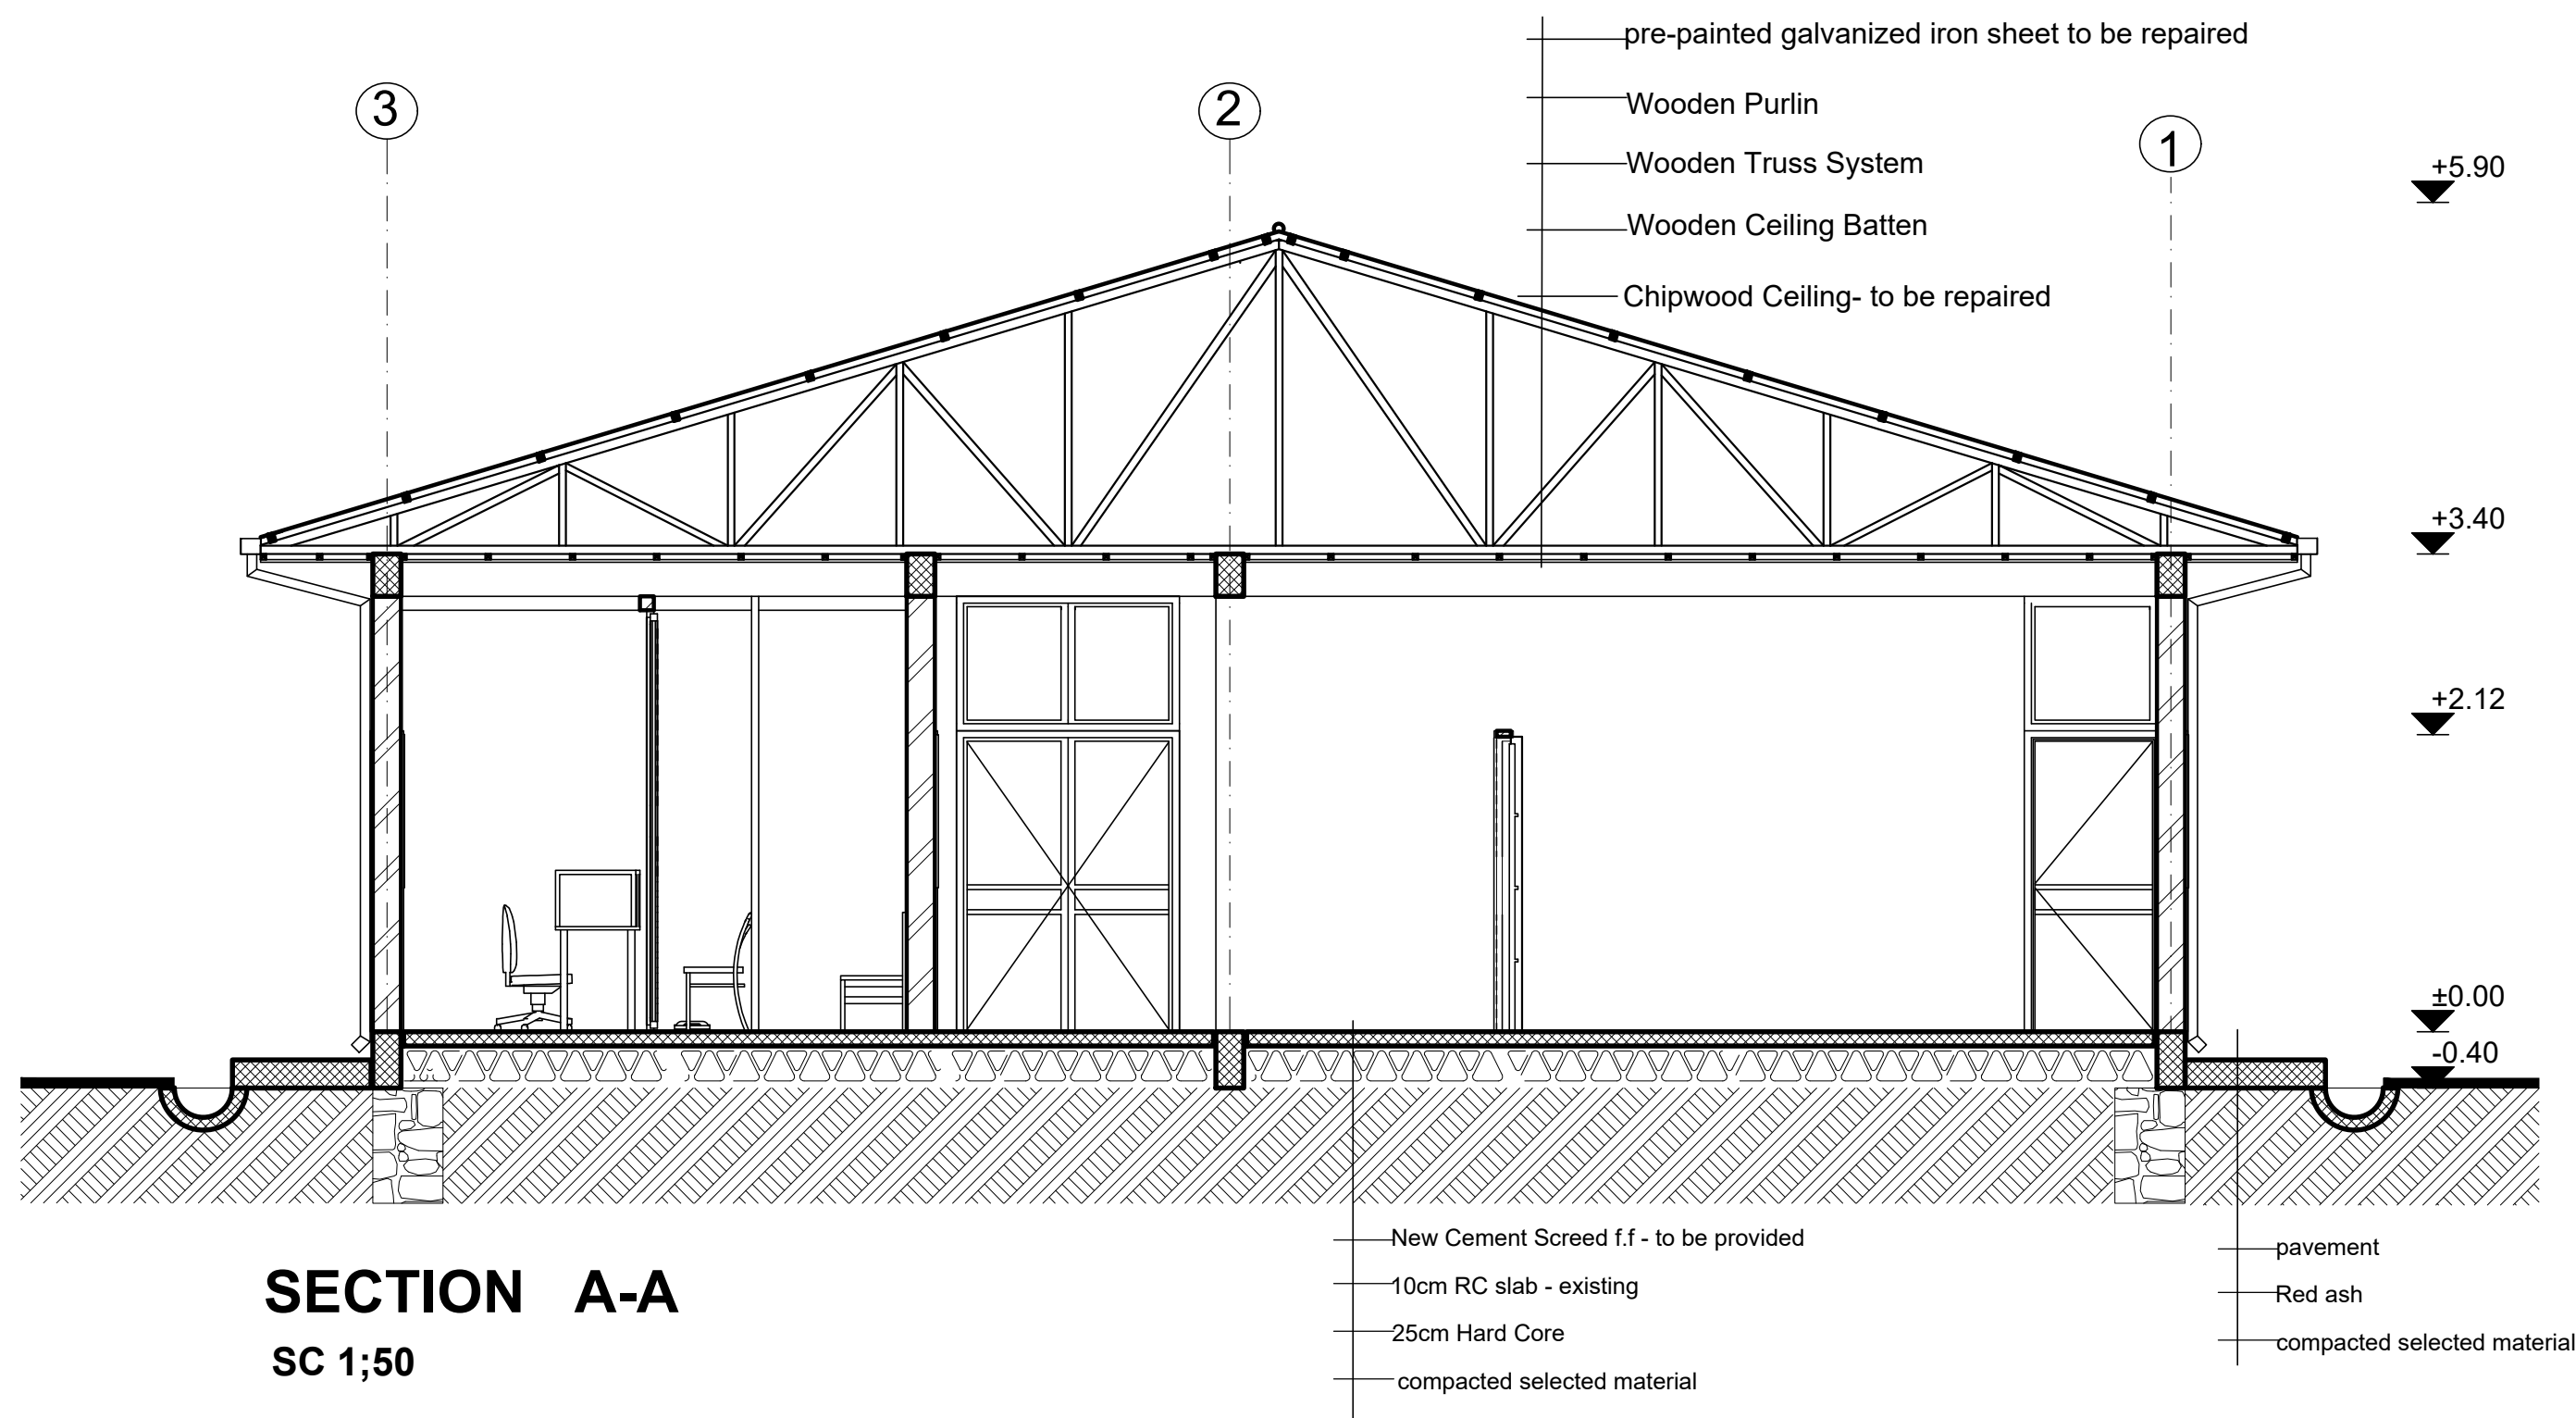 pre-painted galvanized iron sheet to be repaired
3
2
Wooden Purlin
1
Wooden Truss System
+5.90
Wooden Ceiling Batten
Chipwood Ceiling- to be repaired
+3.40
+2.12
±0.00
-0.40
New Cement Screed f.f - to be provided
10cm RC slab - existing
25cm Hard Core
compacted selected material
pavement
Red ash
compacted selected material
SECTION A-A
SC 1;50